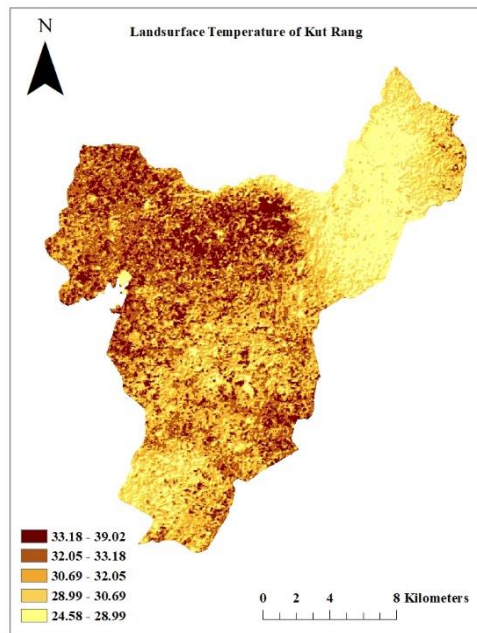 N
Landsurface Temperature of Kut Rang
33.18 - 39.02
32.05 - 33.18
30.69 - 32.05
28.99 - 30.69
24.58 - 28.99
0 2 4 8 Kilometers